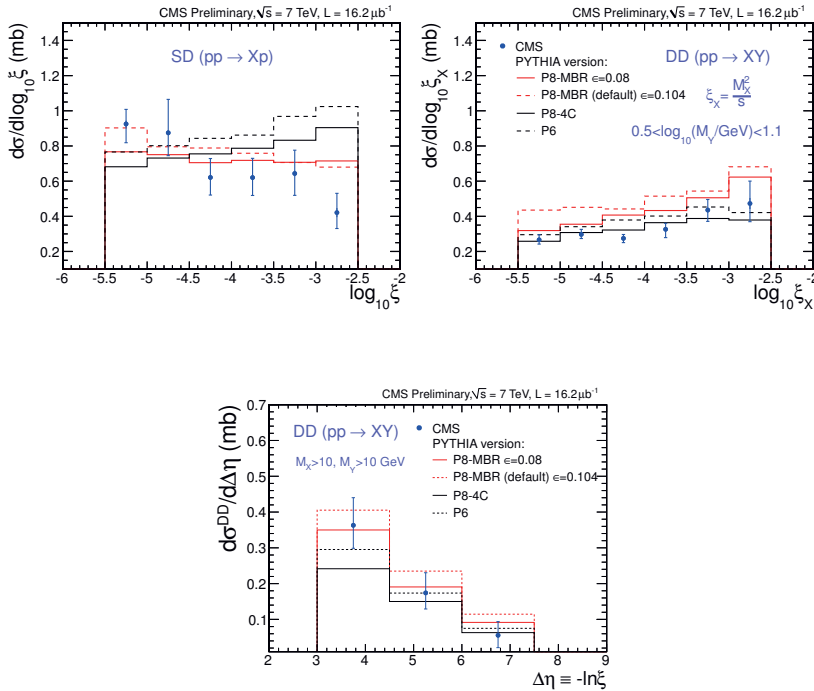 CMS Preliminary,√s = 7 TeV, L = 16.2 μb⁻¹
dσ/dlog₁₀ξ (mb)
SD (pp → Xp)
1.4
1.2
1
0.8
0.6
0.4
0.2
-6 -5.5 -5 -4.5 -4 -3.5 -3 -2.5 -2
log₁₀ξ
CMS Preliminary,√s = 7 TeV, L = 16.2 μb⁻¹
dσ/dlog₁₀ξ_X (mb)
CMS
PYTHIA version:
P8-MBR ϵ=0.08
P8-MBR (default) ϵ=0.104
P8-4C
P6
DD (pp → XY)
ξ_X= M_X²/s
0.5<log₁₀(M_Y/GeV)<1.1
1.4
1.2
1
0.8
0.6
0.4
0.2
-6 -5.5 -5 -4.5 -4 -3.5 -3 -2.5 -2
log₁₀ξ_X
CMS Preliminary,√s = 7 TeV, L = 16.2 μb⁻¹
dσ^DD/dΔη (mb)
DD (pp → XY)
M_X>10, M_Y>10 GeV
CMS
PYTHIA version:
P8-MBR ϵ=0.08
P8-MBR (default) ϵ=0.104
P8-4C
P6
0.7
0.6
0.5
0.4
0.3
0.2
0.1
2 3 4 5 6 7 8 9
Δη ≡ -lnξ